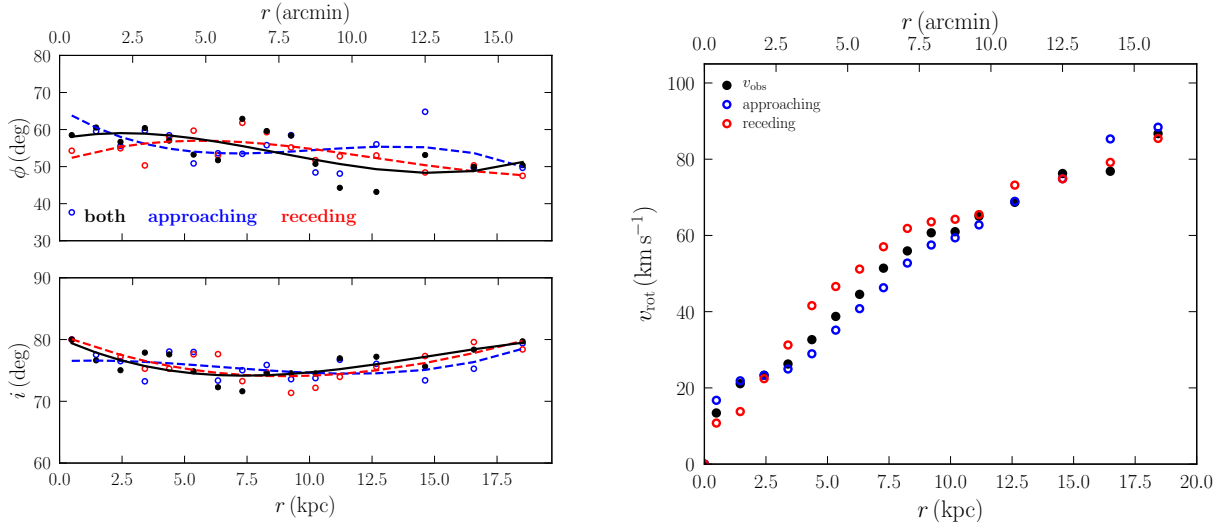 r (arcmin)
0.0 2.5 5.0 7.5 10.0 12.5 15.0
80
70
60
50
40
30
ϕ (deg)
both approaching receding
90
80
70
60
i (deg)
0.0 2.5 5.0 7.5 10.0 12.5 15.0 17.5
r (kpc)
r (arcmin)
0.0 2.5 5.0 7.5 10.0 12.5 15.0
v_obs
approaching
receding
100
80
60
40
20
0
v_rot (km s⁻¹)
0.0 2.5 5.0 7.5 10.0 12.5 15.0 17.5 20.0
r (kpc)